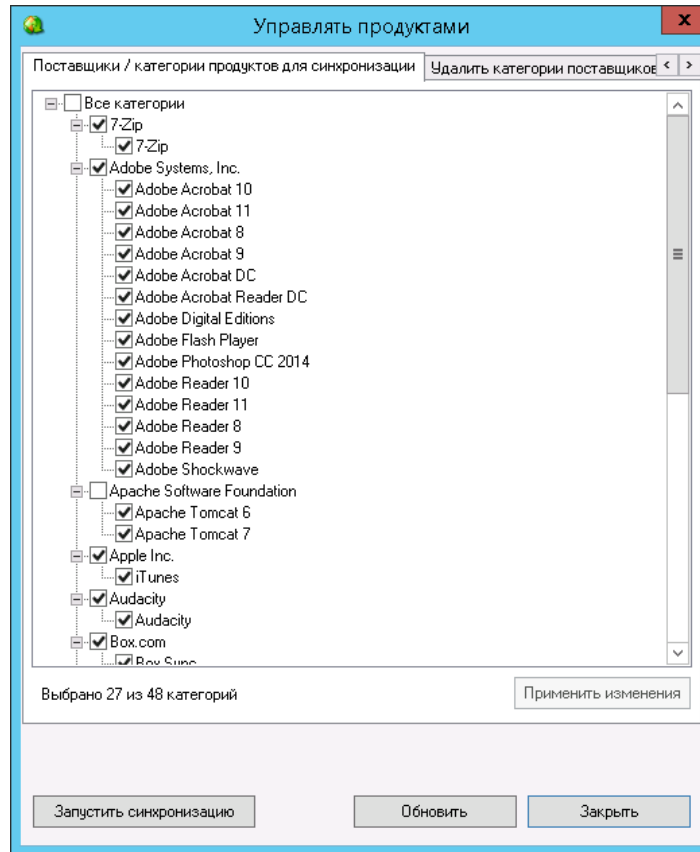 Управлять продуктами
x
Поставщики / категории продуктов для синхронизации
Удалить категории поставщиков
Все категории
7-Zip
7-Zip
Adobe Systems, Inc.
Adobe Acrobat 10
Adobe Acrobat 11
Adobe Acrobat 8
Adobe Acrobat 9
Adobe Acrobat DC
Adobe Acrobat Reader DC
Adobe Digital Editions
Adobe Flash Player
Adobe Photoshop CC 2014
Adobe Reader 10
Adobe Reader 11
Adobe Reader 8
Adobe Reader 9
Adobe Shockwave
Apache Software Foundation
Apache Tomcat 6
Apache Tomcat 7
Apple Inc.
iTunes
Audacity
Audacity
Box.com
Box Sync
Выбрано 27 из 48 категорий
Применить изменения
Запустить синхронизацию
Обновить
Закрыть